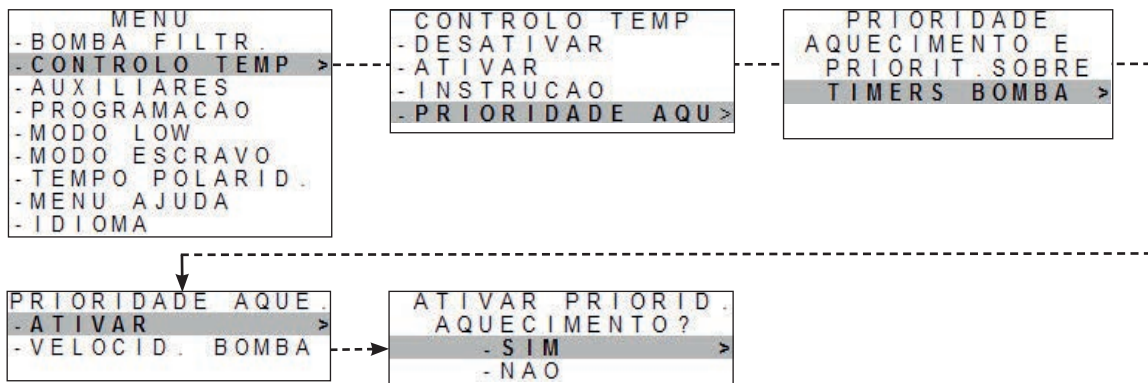 MENU
-BOMBA FILTR.
-CONTROLO TEMP >
-AUXILIARES
-PROGRAMACAO
-MODO LOW
-MODO ESCRAVO
-TEMPO POLARID.
-MENU AJUDA
-IDIOMA
CONTROLO TEMP
-DESATIVAR
-ATIVAR
-INSTRUCAO
-PRIORIDADE AQU>
PRIORIDADE
AQUECIMENTO E
PRIORIT.SOBRE
TIMERS BOMBA >
PRIORIDADE AQUE.
-ATIVAR >
-VELOCID. BOMBA
ATIVAR PRIORID.
AQUECIMENTO?
-SIM >
-NAO